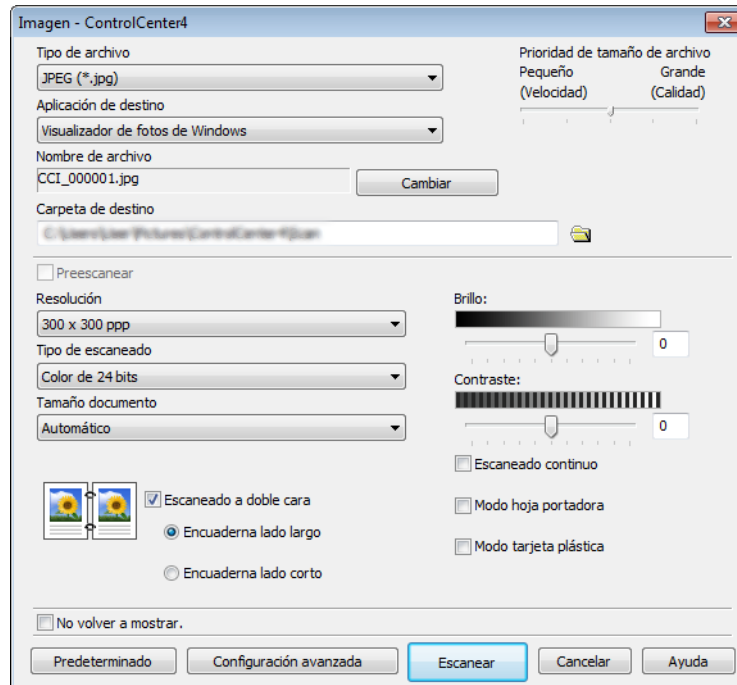 Imagen - ControlCenter4
Tipo de archivo
JPEG (*.jpg)
Aplicación de destino
Visualizador de fotos de Windows
Nombre de archivo
CCI_000001.jpg
Cambiar
Carpeta de destino
Prioridad de tamaño de archivo
Pequeño Grande
(Velocidad) (Calidad)
Preescanear
Resolución
300 x 300 ppp
Tipo de escaneado
Color de 24 bits
Tamaño documento
Automático
Brillo:
0
Contraste:
0
Escaneado continuo
Modo hoja portadora
Modo tarjeta plástica
Escaneado a doble cara
Encuaderna lado largo
Encuaderna lado corto
No volver a mostrar.
Predeterminado Configuración avanzada Escanear Cancelar Ayuda